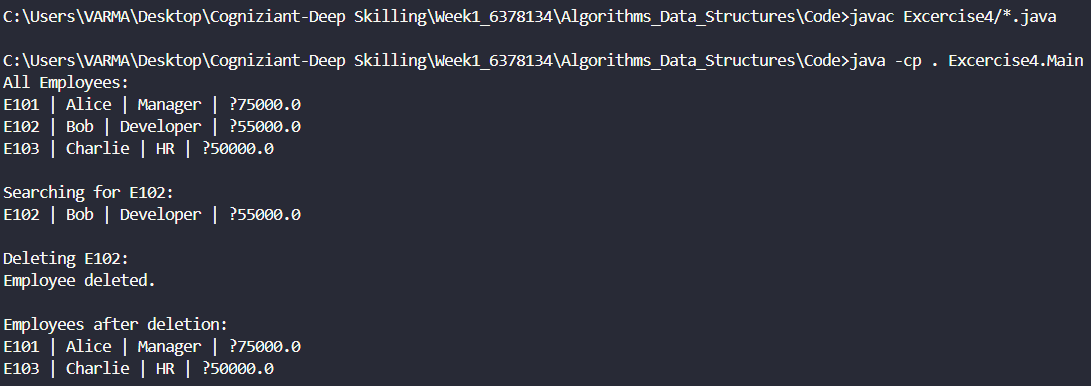 C:\Users\VARMA\Desktop\Cogniziant-Deep Skilling\Week1_6378134\Algorithms_Data_Structures\Code>javac Excercise4/*.java
C:\Users\VARMA\Desktop\Cogniziant-Deep Skilling\Week1_6378134\Algorithms_Data_Structures\Code>java -cp . Excercise4.Main
All Employees:
E101 | Alice | Manager | ?75000.0
E102 | Bob | Developer | ?55000.0
E103 | Charlie | HR | ?50000.0
Searching for E102:
E102 | Bob | Developer | ?55000.0
Deleting E102:
Employee deleted.
Employees after deletion:
E101 | Alice | Manager | ?75000.0
E103 | Charlie | HR | ?50000.0